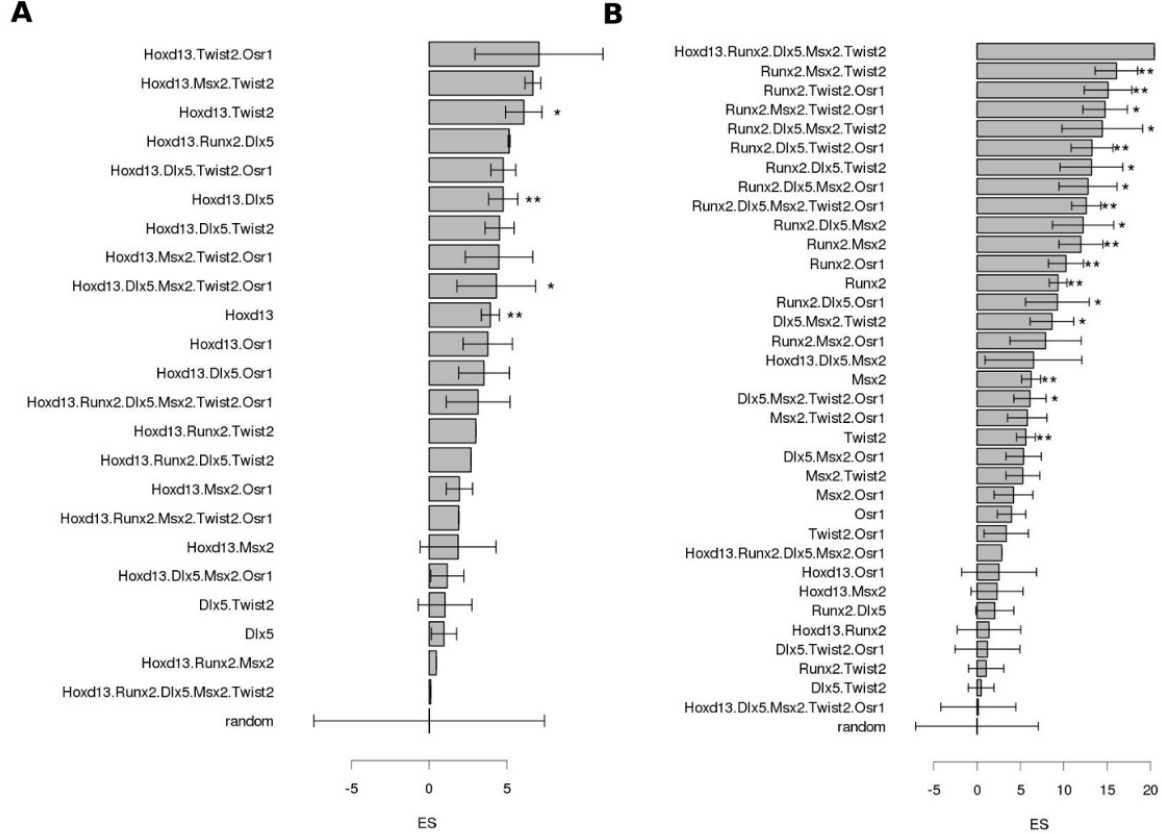 A
Hoxd13.Twist2.Osr1
Hoxd13.Msx2.Twist2
Hoxd13.Twist2 *
Hoxd13.Runx2.Dlx5
Hoxd13.Dlx5.Twist2.Osr1
Hoxd13.Dlx5 **
Hoxd13.Dlx5.Twist2
Hoxd13.Msx2.Twist2.Osr1
Hoxd13.Dlx5.Msx2.Twist2.Osr1 *
Hoxd13 **
Hoxd13.Osr1
Hoxd13.Dlx5.Osr1
Hoxd13.Runx2.Dlx5.Msx2.Twist2.Osr1
Hoxd13.Runx2.Twist2
Hoxd13.Runx2.Dlx5.Twist2
Hoxd13.Msx2.Osr1
Hoxd13.Runx2.Msx2.Twist2.Osr1
Hoxd13.Msx2
Hoxd13.Dlx5.Msx2.Osr1
Dlx5.Twist2
Dlx5
Hoxd13.Runx2.Msx2
Hoxd13.Runx2.Dlx5.Msx2.Twist2
random
-5 0 5
ES
B
Hoxd13.Runx2.Dlx5.Msx2.Twist2
Runx2.Msx2.Twist2 **
Runx2.Twist2.Osr1 **
Runx2.Msx2.Twist2.Osr1 *
Runx2.Dlx5.Msx2.Twist2 *
Runx2.Dlx5.Twist2.Osr1 **
Runx2.Dlx5.Twist2 *
Runx2.Dlx5.Msx2.Osr1 *
Runx2.Dlx5.Msx2.Twist2.Osr1 **
Runx2.Dlx5.Msx2 *
Runx2.Msx2 **
Runx2.Osr1 **
Runx2 **
Runx2.Dlx5.Osr1 *
Dlx5.Msx2.Twist2 *
Runx2.Msx2.Osr1
Hoxd13.Dlx5.Msx2
Msx2 **
Dlx5.Msx2.Twist2.Osr1 *
Msx2.Twist2.Osr1
Twist2 **
Dlx5.Msx2.Osr1
Msx2.Twist2
Msx2.Osr1
Osr1
Twist2.Osr1
Hoxd13.Runx2.Dlx5.Msx2.Osr1
Hoxd13.Osr1
Hoxd13.Msx2
Runx2.Dlx5
Hoxd13.Runx2
Dlx5.Twist2.Osr1
Runx2.Twist2
Dlx5.Twist2
Hoxd13.Dlx5.Msx2.Twist2.Osr1
random
-5 0 5 10 15 20
ES